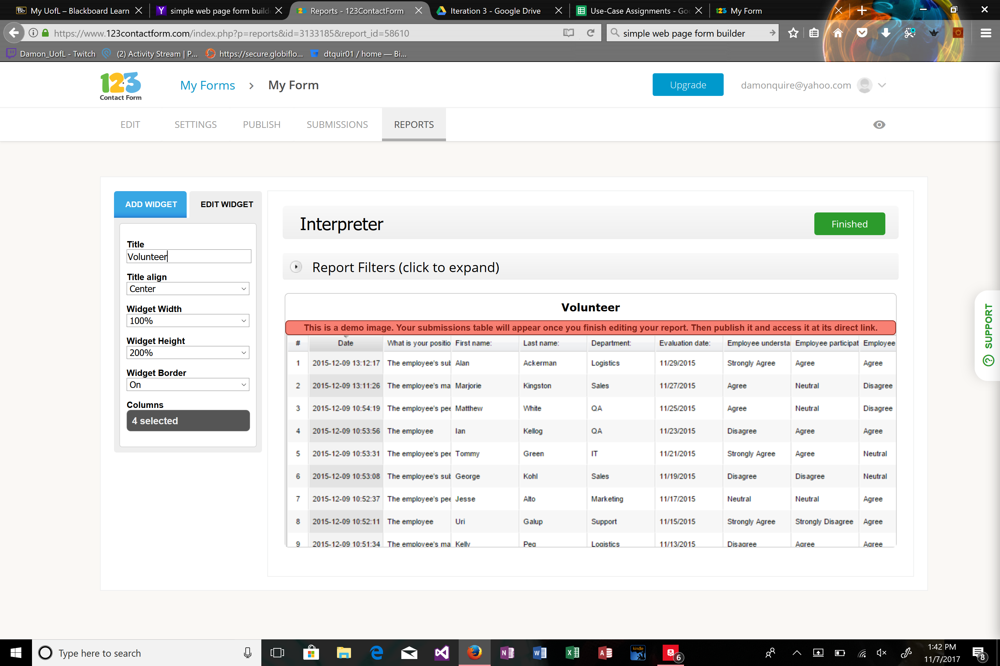 My UofL – Blackboard Learn
simple web page form build
Reports - 123ContactForm
Iteration 3 - Google Drive
Use-Case Assignments - Go
My Form
https://www.123contactform.com/index.php?p=reports&id=3133185&report_id=58610
simple web page form builder
Damon_UofL - Twitch
(2) Activity Stream | P...
https://secure.globiflo...
dtquir01 / home — Bi...
123
Contact Form
My Forms > My Form
Upgrade
damonquire@yahoo.com
EDIT SETTINGS PUBLISH SUBMISSIONS REPORTS
ADD WIDGET
EDIT WIDGET
Title
Volunteer
Title align
Center
Widget Width
100%
Widget Height
200%
Widget Border
On
Columns
4 selected
Interpreter
Finished
Report Filters (click to expand)
Volunteer
This is a demo image. Your submissions table will appear once you finish editing your report. Then publish it and access it at its direct link.
# Date What is your positio First name: Last name: Department: Evaluation date: Employee understa Employee participat Employee
1 2015-12-09 13:12:17 The employee's sub Alan Ackerman Logistics 11/29/2015 Strongly Agree Agree Agree
2 2015-12-09 13:11:26 The employee's ma Marjorie Kingston Sales 11/27/2015 Agree Neutral Disagree
3 2015-12-09 10:54:19 The employee's pee Matthew White QA 11/25/2015 Agree Neutral Disagree
4 2015-12-09 10:53:56 The employee Ian Kellog QA 11/23/2015 Disagree Agree Agree
5 2015-12-09 10:53:31 The employee's pee Tommy Green IT 11/21/2015 Strongly Agree Agree Neutral
6 2015-12-09 10:53:08 The employee's sub George Kohl Sales 11/19/2015 Disagree Disagree Neutral
7 2015-12-09 10:52:37 The employee's pee Jesse Alto Marketing 11/17/2015 Neutral Neutral Agree
8 2015-12-09 10:52:11 The employee Uri Galup Support 11/15/2015 Strongly Agree Strongly Disagree Agree
9 2015-12-09 10:51:34 The employee's ma Kelly Peg Logistics 11/13/2015 Disagree Agree Agree
SUPPORT
Type here to search
kindle
6
1:42 PM
11/7/2017
8